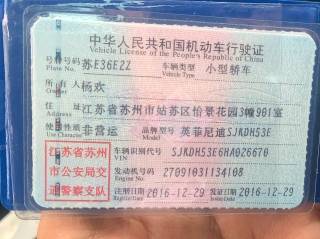 中华人民共和国机动车行驶证
Vehicle License of the People's Republic of China
号牌号码 苏E36E2Z 车辆类型 小型轿车
Plate No. Vehicle Type
所有人 杨欢
Owner
住址 江苏省苏州市姑苏区怡景花园3幢901室
Address
使用性质 非营运 品牌型号 英菲尼迪SJKDH53E
Model
江苏省苏州 车辆识别代号 SJKDH53E6HA026670
VIN
市公安局交 发动机号码 27091031134108
Engine No.
通警察支队 注册日期 2016-12-29 发证日期 2016-12-29
Register Date Issue Date